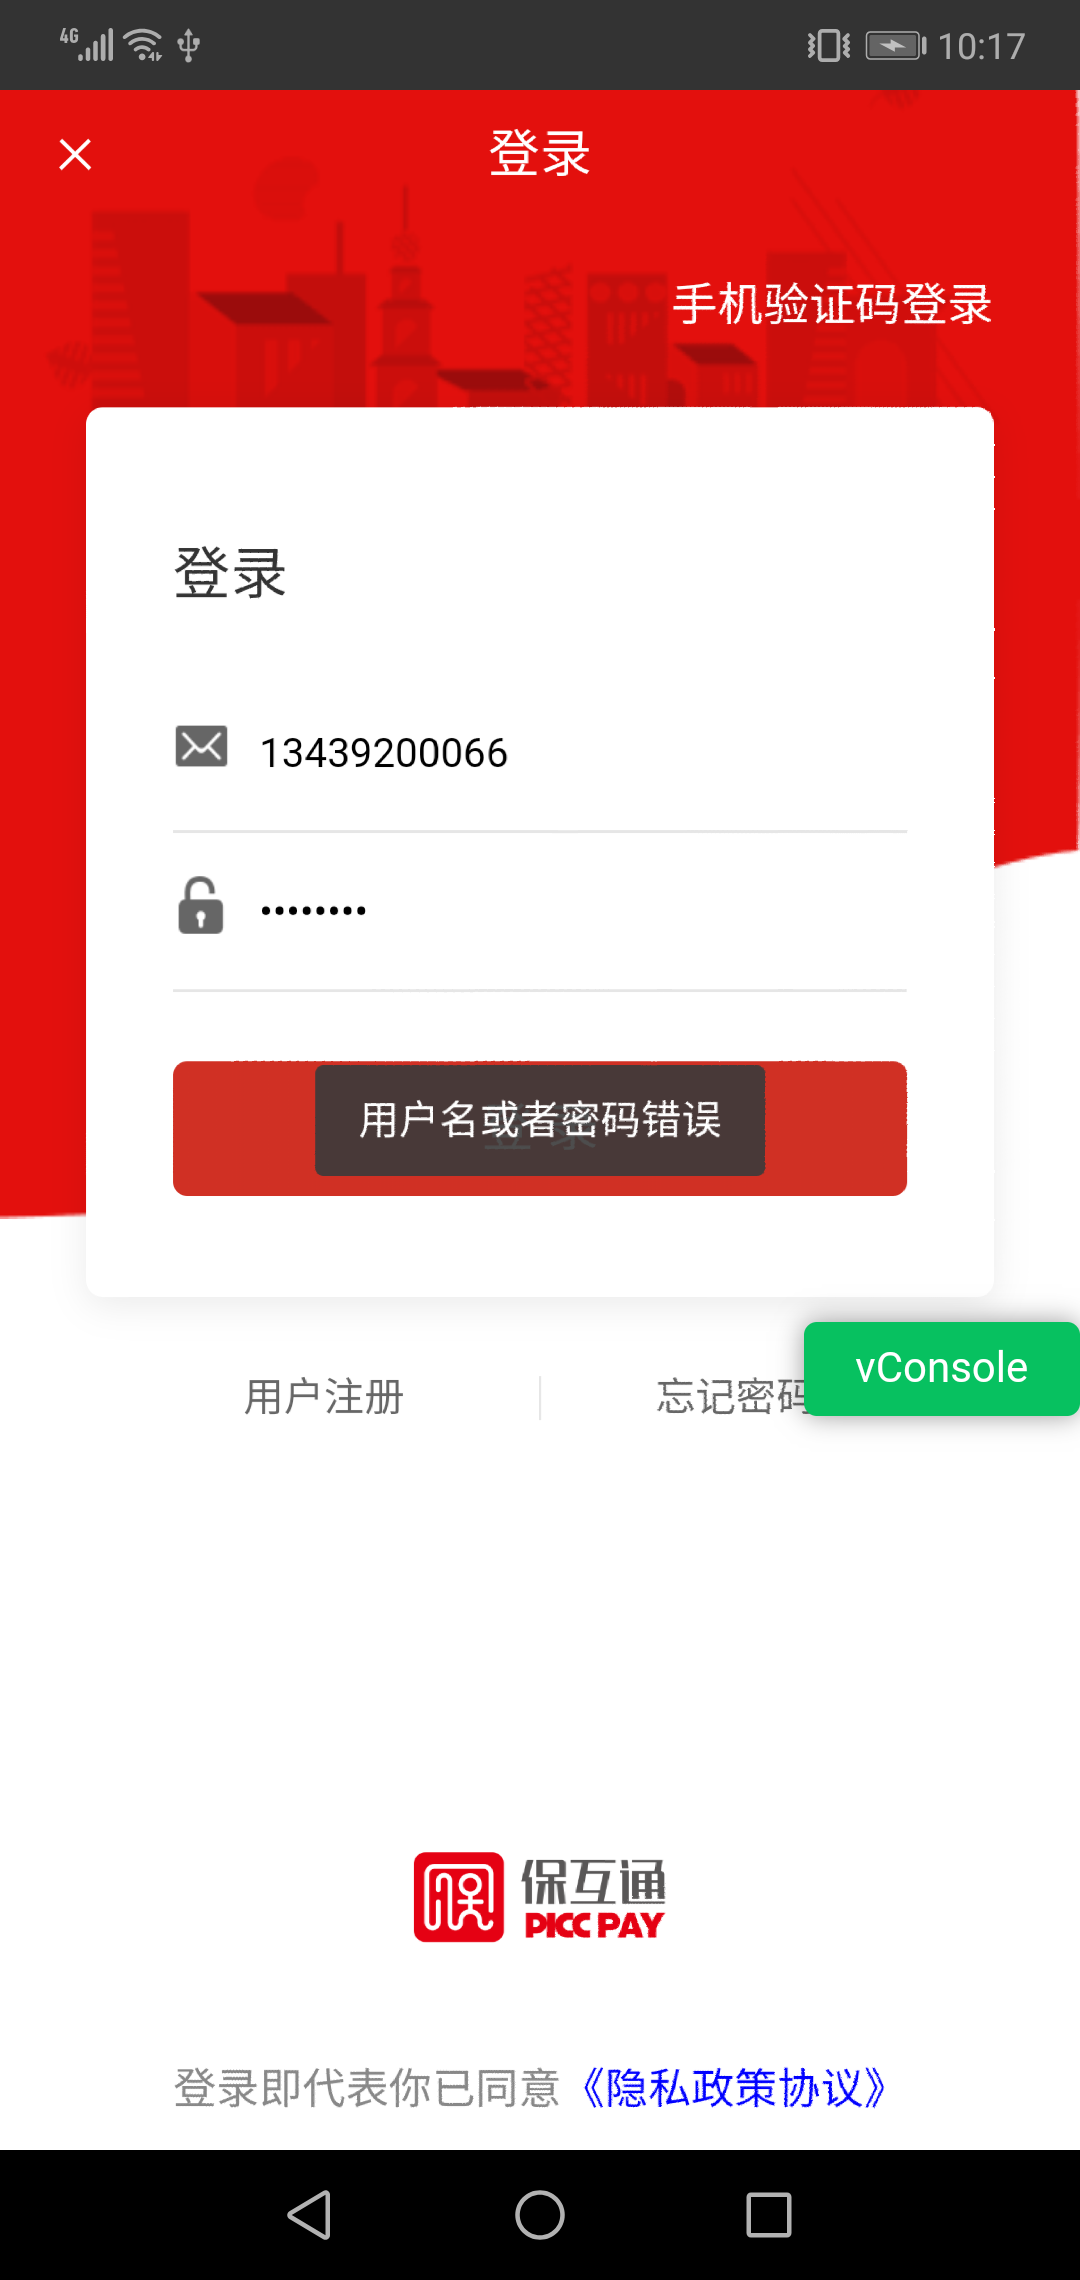 4G 10:17
登录
手机验证码登录
登录
13439200066
••••••••
用户名或者密码错误
用户注册
忘记密码
vConsole
保互通
PICC PAY
登录即代表你已同意《隐私政策协议》